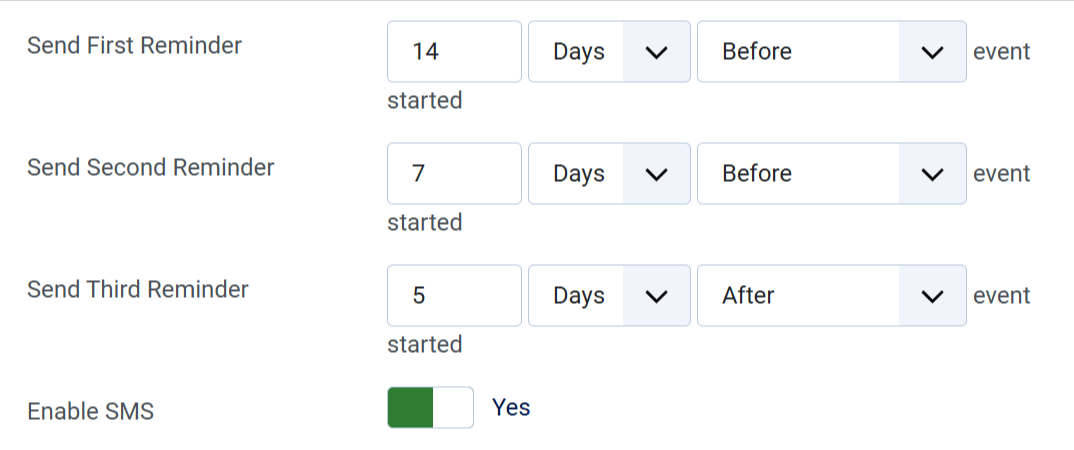 Send First Reminder 14 Days Before event
started
Send Second Reminder 7 Days Before event
started
Send Third Reminder 5 Days After event
started
Enable SMS Yes